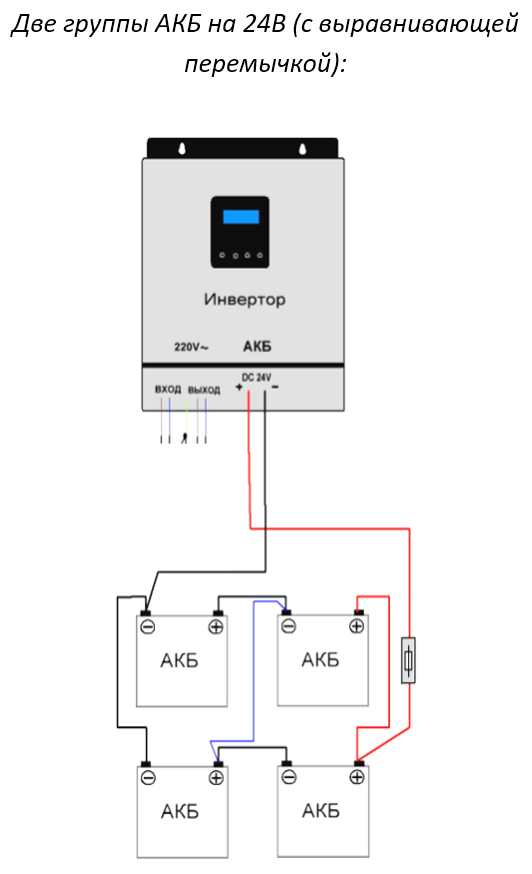 Две группы АКБ на 24В (с выравнивающей
перемычкой):
Инвертор
220V~ АКБ
DC 24V
+ −
ВХОД ВЫХОД
− + − +
АКБ АКБ
− + − +
АКБ АКБ